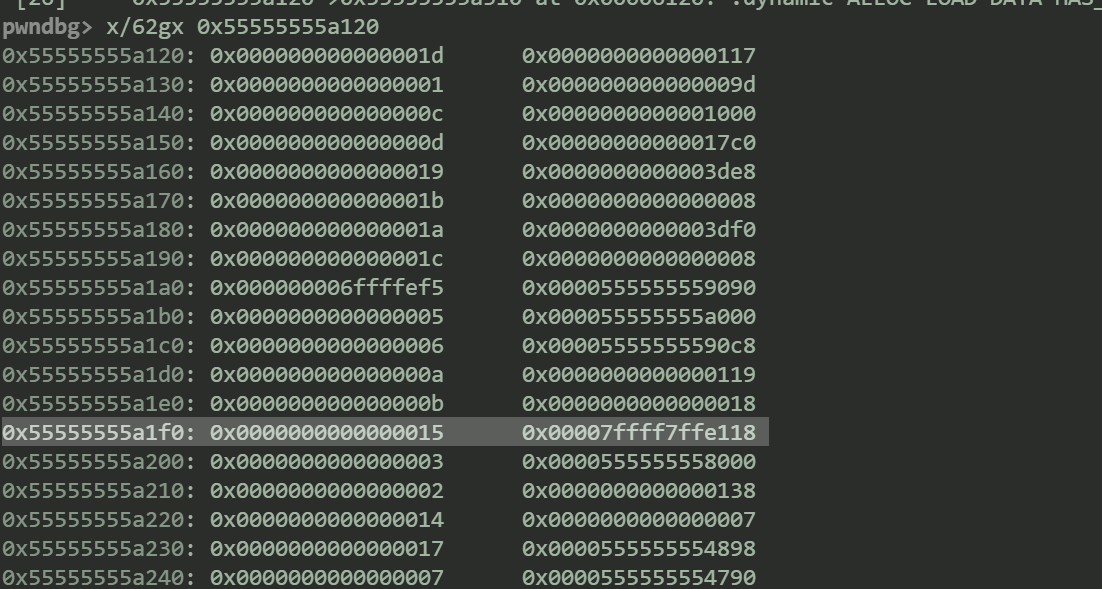 pwndbg> x/62gx 0x55555555a120
0x55555555a120: 0x000000000000001d 0x0000000000000117
0x55555555a130: 0x0000000000000001 0x000000000000009d
0x55555555a140: 0x000000000000000c 0x0000000000001000
0x55555555a150: 0x000000000000000d 0x00000000000017c0
0x55555555a160: 0x0000000000000019 0x0000000000003de8
0x55555555a170: 0x000000000000001b 0x0000000000000008
0x55555555a180: 0x000000000000001a 0x0000000000003df0
0x55555555a190: 0x000000000000001c 0x0000000000000008
0x55555555a1a0: 0x000000006ffffef5 0x0000555555559090
0x55555555a1b0: 0x0000000000000005 0x000055555555a000
0x55555555a1c0: 0x0000000000000006 0x00005555555590c8
0x55555555a1d0: 0x000000000000000a 0x0000000000000119
0x55555555a1e0: 0x000000000000000b 0x0000000000000018
0x55555555a1f0: 0x0000000000000015 0x00007ffff7ffe118
0x55555555a200: 0x0000000000000003 0x0000555555558000
0x55555555a210: 0x0000000000000002 0x0000000000000138
0x55555555a220: 0x0000000000000014 0x0000000000000007
0x55555555a230: 0x0000000000000017 0x0000555555554898
0x55555555a240: 0x0000000000000007 0x0000555555554790